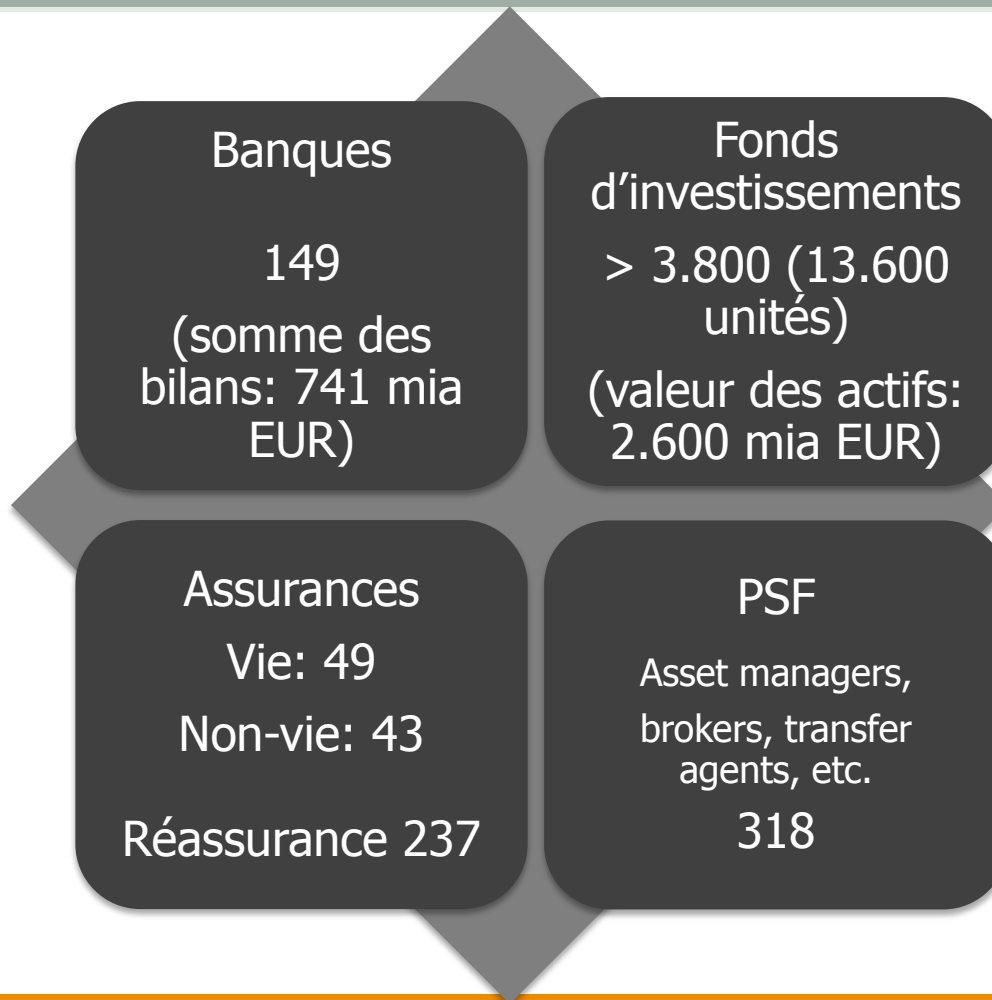 Banques
149
(somme des
bilans: 741 mia
EUR)
Fonds
d’investissements
> 3.800 (13.600
unités)
(valeur des actifs:
2.600 mia EUR)
Assurances
Vie: 49
Non-vie: 43
Réassurance 237
PSF
Asset managers,
brokers, transfer
agents, etc.
318